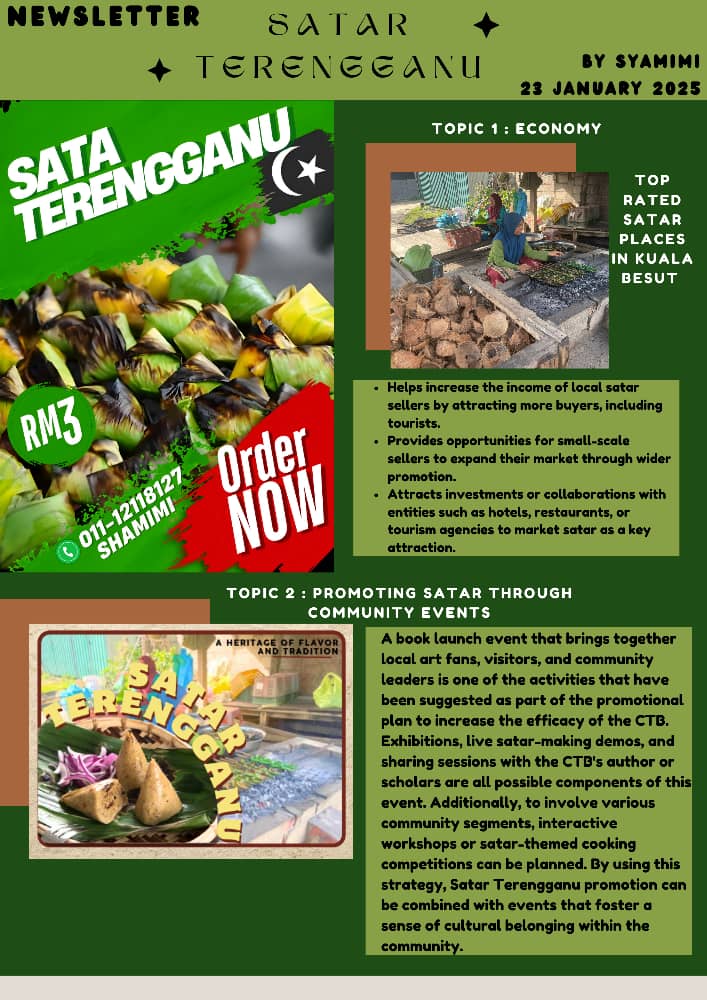 NEWSLETTER
SATAR
TERENGGANU
BY SYAMIMI
23 JANUARY 2025
SATA
TERENGGANU
RM3
011-12118127
SHAMIMI
Order
NOW
TOPIC 1 : ECONOMY
TOP
RATED
SATAR
PLACES
IN KUALA
BESUT
• Helps increase the income of local satar
sellers by attracting more buyers, including
tourists.
• Provides opportunities for small-scale
sellers to expand their market through wider
promotion.
• Attracts investments or collaborations with
entities such as hotels, restaurants, or
tourism agencies to market satar as a key
attraction.
TOPIC 2 : PROMOTING SATAR THROUGH
COMMUNITY EVENTS
A HERITAGE OF FLAVOR
AND TRADITION
SATAR
TERENGGANU
A book launch event that brings together
local art fans, visitors, and community
leaders is one of the activities that have
been suggested as part of the promotional
plan to increase the efficacy of the CTB.
Exhibitions, live satar-making demos, and
sharing sessions with the CTB's author or
scholars are all possible components of this
event. Additionally, to involve various
community segments, interactive
workshops or satar-themed cooking
competitions can be planned. By using this
strategy, Satar Terengganu promotion can
be combined with events that foster a
sense of cultural belonging within the
community.